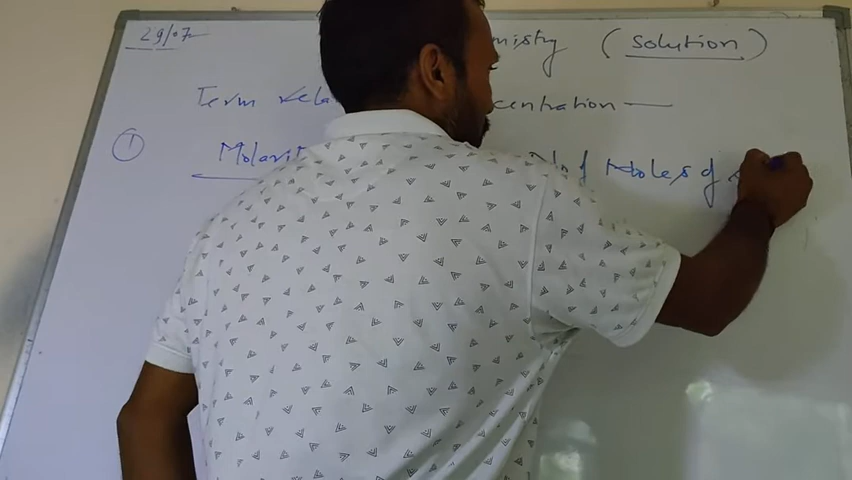 29/07
mistry (solution)
Term Rela centration —
① Molarit No of Moles of